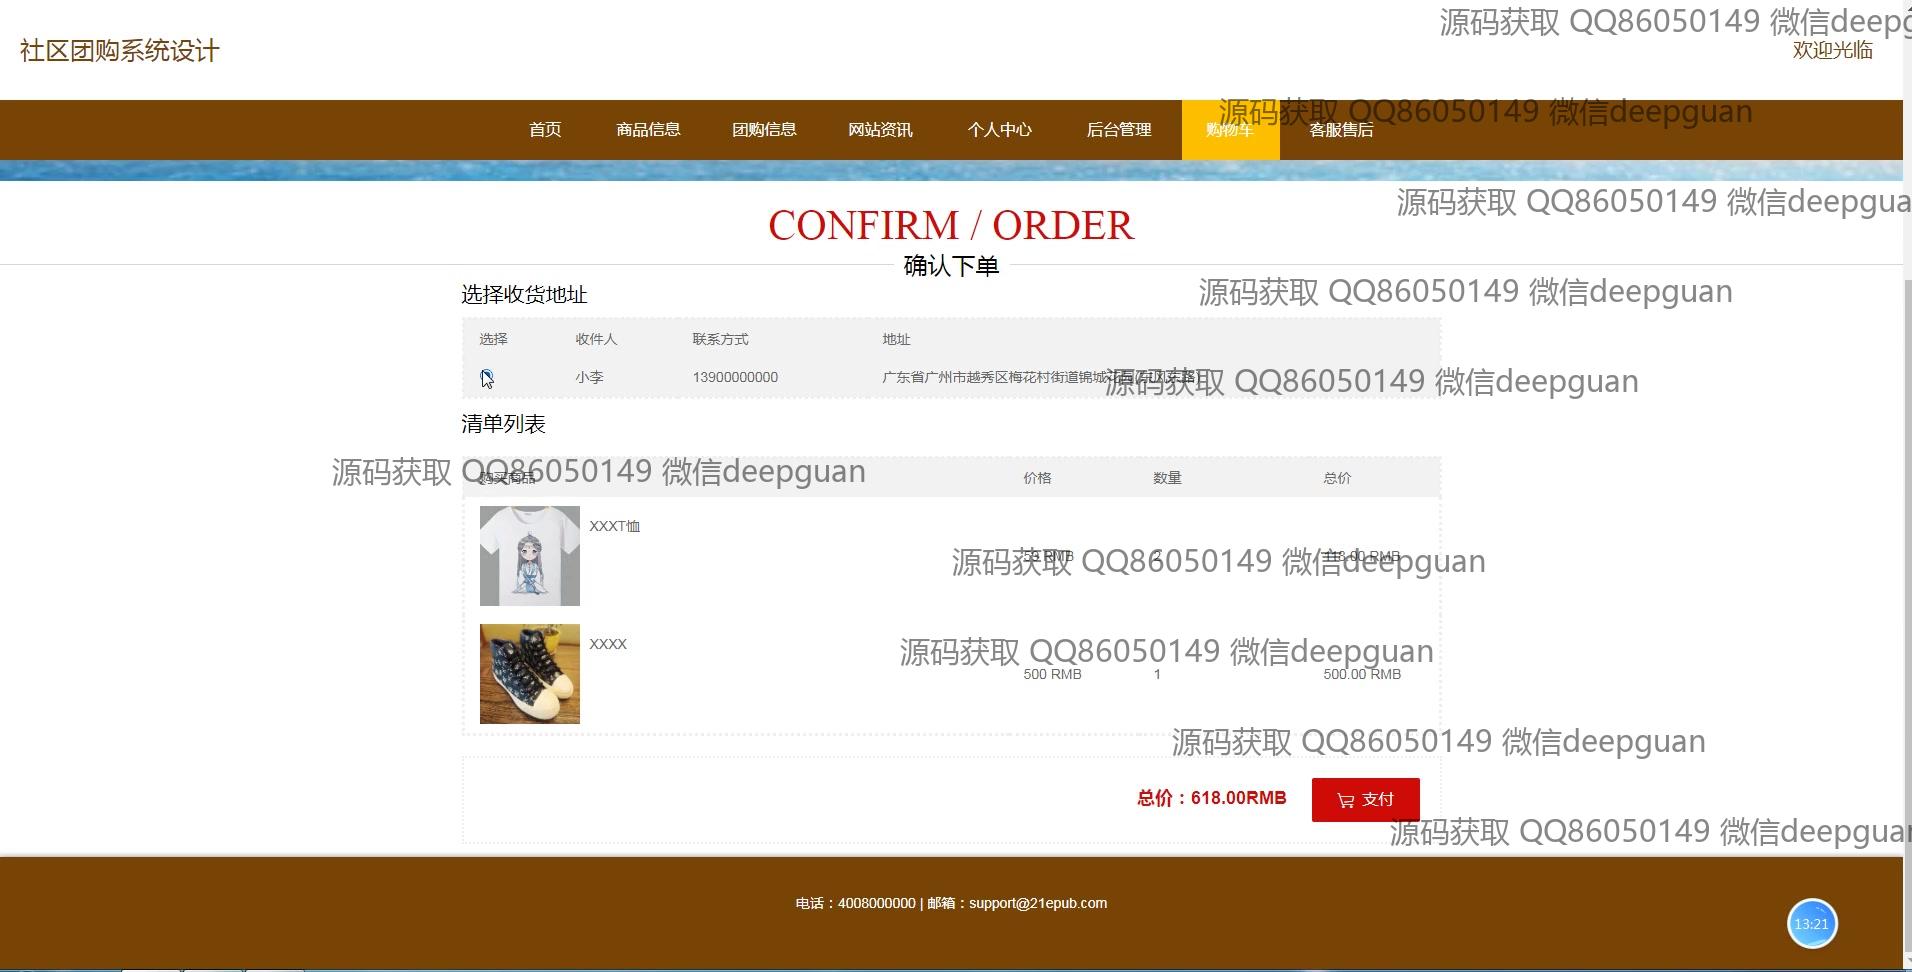 源码获取 QQ86050149 微信deepg
社区团购系统设计
欢迎光临
源码获取 QQ86050149 微信deepguan
首页 商品信息 团购信息 网站资讯 个人中心 后台管理 购物车 客服售后
源码获取 QQ86050149 微信deepgua
CONFIRM / ORDER
确认下单
选择收货地址
源码获取 QQ86050149 微信deepguan
选择 收件人 联系方式 地址
小李 13900000000 广东省广州市越秀区梅花村街道锦城花园(东风东路)
源码获取 QQ86050149 微信deepguan
清单列表
源码获取 QQ86050149 微信deepguan
购买商品 价格 数量 总价
XXXT恤
59 RMB 2 118.00 RMB
源码获取 QQ86050149 微信deepguan
XXXX
源码获取 QQ86050149 微信deepguan
500 RMB 1 500.00 RMB
源码获取 QQ86050149 微信deepguan
总价：618.00RMB 支付
源码获取 QQ86050149 微信deepguan
电话：4008000000 | 邮箱：support@21epub.com
13:21